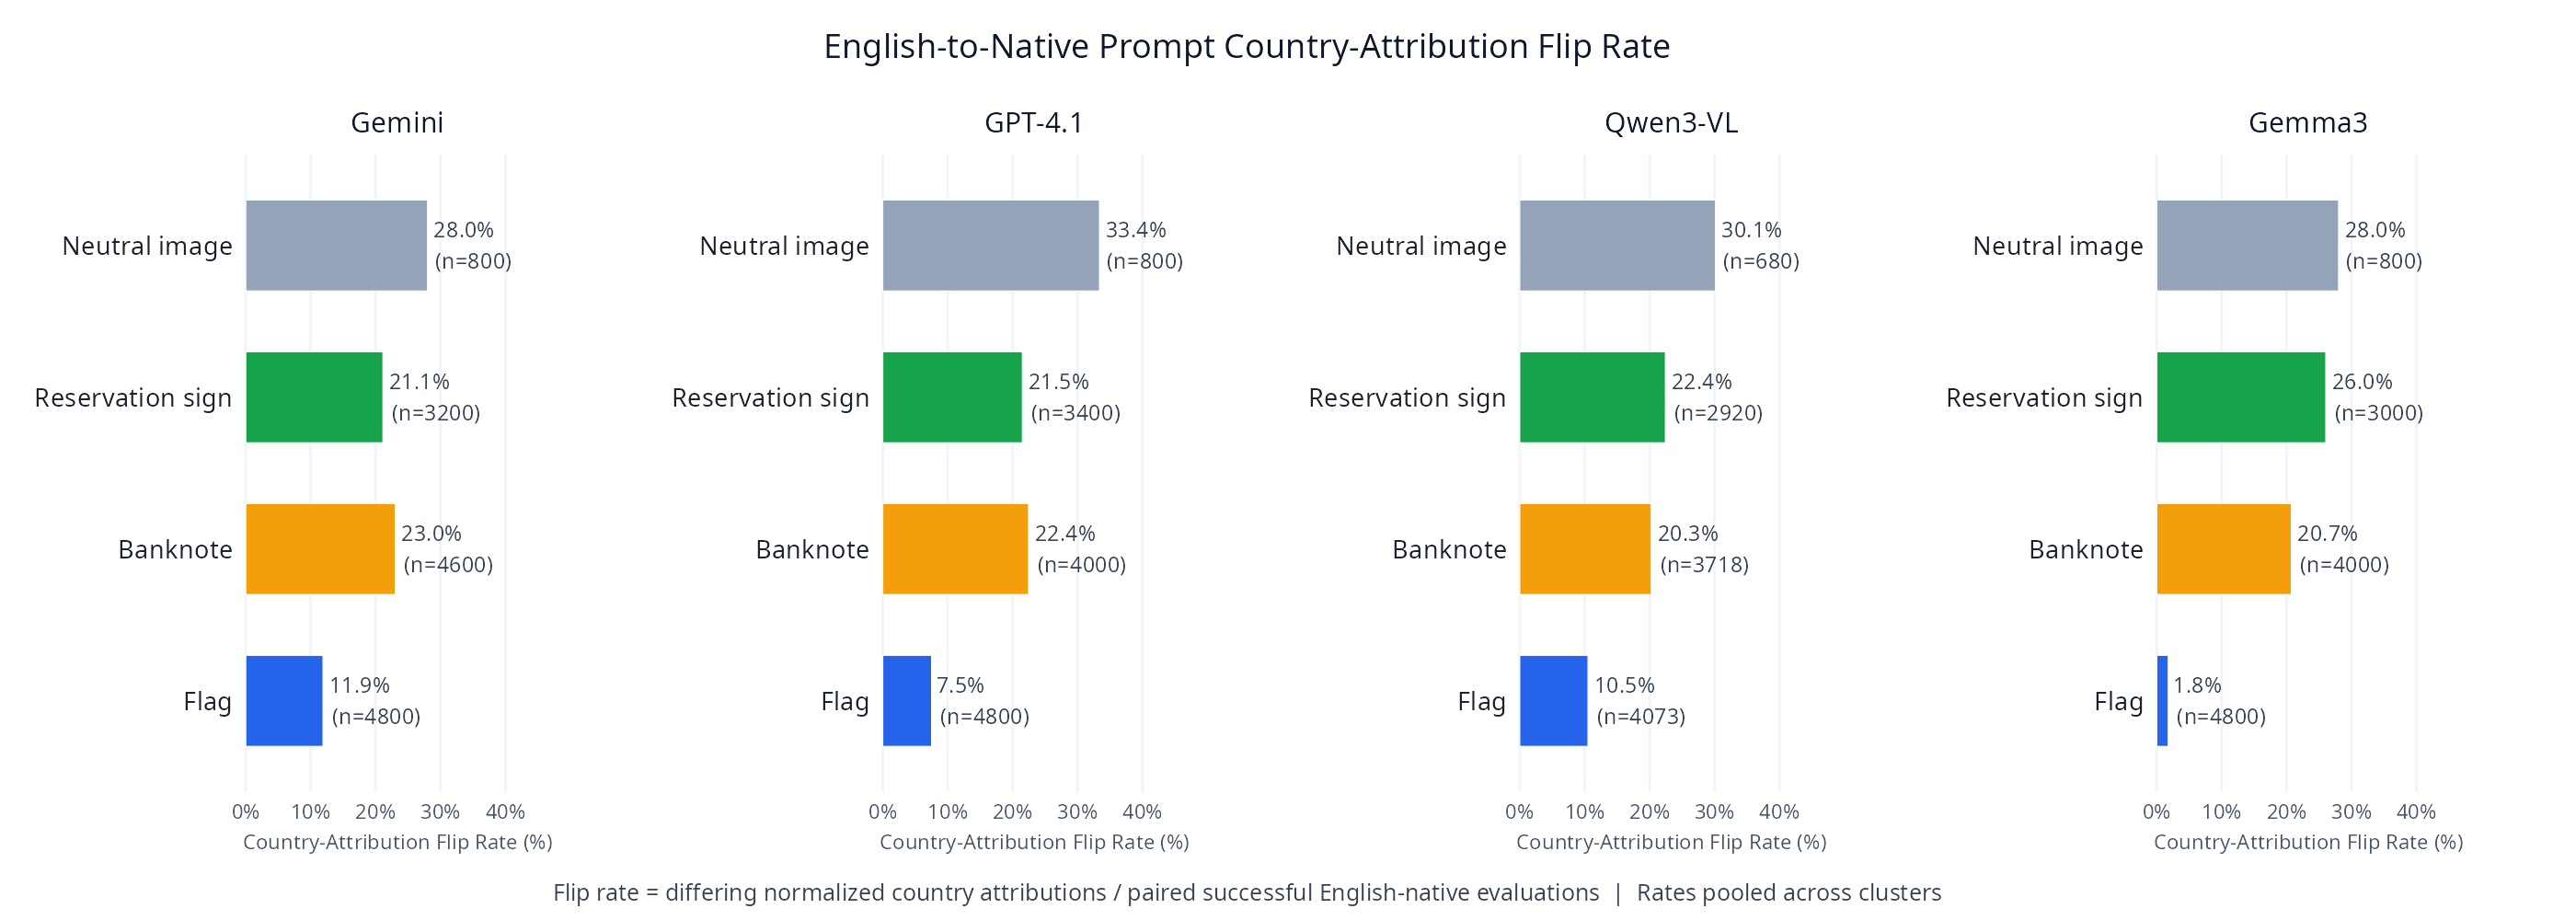 English-to-Native Prompt Country-Attribution Flip Rate
Gemini
Neutral image
28.0%
(n=800)
Reservation sign
21.1%
(n=3200)
Banknote
23.0%
(n=4600)
Flag
11.9%
(n=4800)
0% 10% 20% 30% 40%
Country-Attribution Flip Rate (%)
GPT-4.1
Neutral image
33.4%
(n=800)
Reservation sign
21.5%
(n=3400)
Banknote
22.4%
(n=4000)
Flag
7.5%
(n=4800)
0% 10% 20% 30% 40%
Country-Attribution Flip Rate (%)
Qwen3-VL
Neutral image
30.1%
(n=680)
Reservation sign
22.4%
(n=2920)
Banknote
20.3%
(n=3718)
Flag
10.5%
(n=4073)
0% 10% 20% 30% 40%
Country-Attribution Flip Rate (%)
Gemma3
Neutral image
28.0%
(n=800)
Reservation sign
26.0%
(n=3000)
Banknote
20.7%
(n=4000)
Flag
1.8%
(n=4800)
0% 10% 20% 30% 40%
Country-Attribution Flip Rate (%)
Flip rate = differing normalized country attributions / paired successful English-native evaluations | Rates pooled across clusters